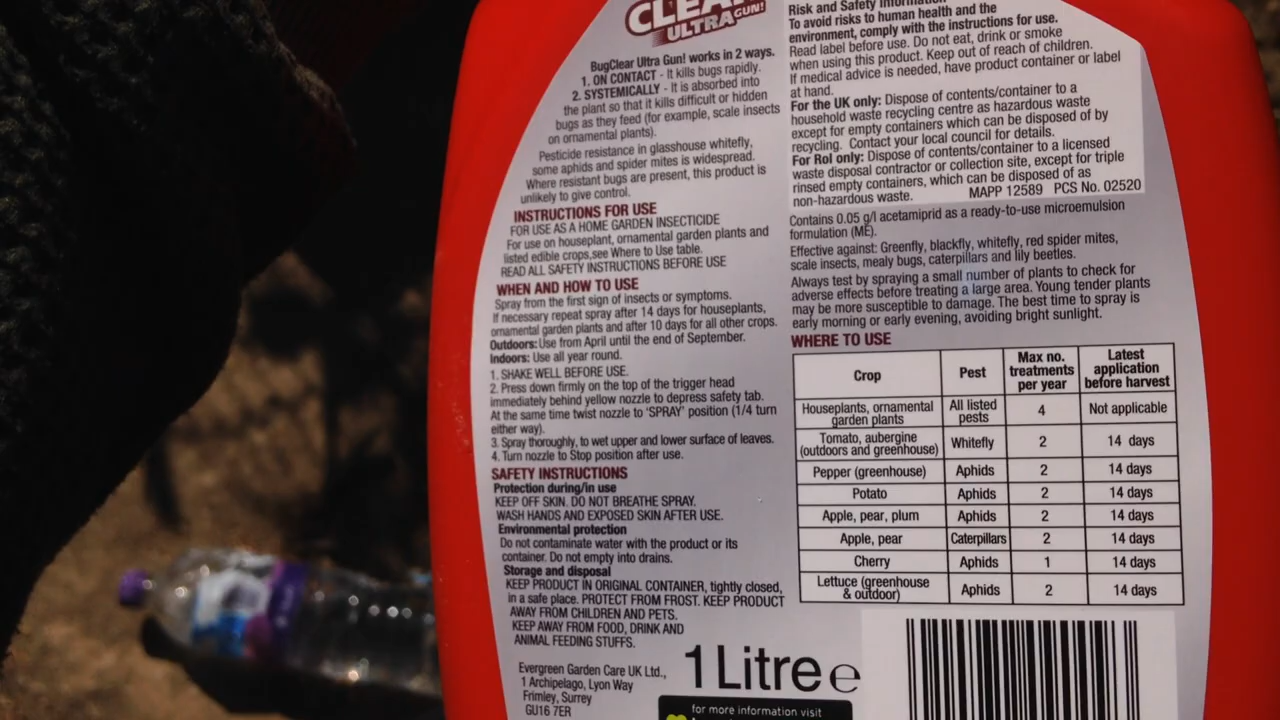 CLEAR
ULTRA GUN!
BugClear Ultra Gun! works in 2 ways.
1. ON CONTACT - It kills bugs rapidly.
2. SYSTEMICALLY - It is absorbed into
the plant so that it kills difficult or hidden
bugs as they feed (for example, scale insects
on ornamental plants).
Pesticide resistance in glasshouse whitefly,
some aphids and spider mites is widespread.
Where resistant bugs are present, this product is
unlikely to give control.
INSTRUCTIONS FOR USE
FOR USE AS A HOME GARDEN INSECTICIDE
For use on houseplant, ornamental garden plants and
listed edible crops,see Where to Use table.
READ ALL SAFETY INSTRUCTIONS BEFORE USE
WHEN AND HOW TO USE
Spray from the first sign of insects or symptoms.
If necessary repeat spray after 14 days for houseplants,
ornamental garden plants and after 10 days for all other crops.
Outdoors: Use from April until the end of September.
Indoors: Use all year round.
1. SHAKE WELL BEFORE USE.
2. Press down firmly on the top of the trigger head
immediately behind yellow nozzle to depress safety tab.
At the same time twist nozzle to 'SPRAY' position (1/4 turn
either way).
3. Spray thoroughly, to wet upper and lower surface of leaves.
4. Turn nozzle to Stop position after use.
SAFETY INSTRUCTIONS
Protection during/in use
KEEP OFF SKIN. DO NOT BREATHE SPRAY.
WASH HANDS AND EXPOSED SKIN AFTER USE.
Environmental protection
Do not contaminate water with the product or its
container. Do not empty into drains.
Storage and disposal
KEEP PRODUCT IN ORIGINAL CONTAINER, tightly closed,
in a safe place. PROTECT FROM FROST. KEEP PRODUCT
AWAY FROM CHILDREN AND PETS.
KEEP AWAY FROM FOOD, DRINK AND
ANIMAL FEEDING STUFFS.
Evergreen Garden Care UK Ltd.,
1 Archipelago, Lyon Way
Frimley, Surrey
GU16 7ER
1 Litre e
for more information visit
Risk and Safety Information
To avoid risks to human health and the
environment, comply with the instructions for use.
Read label before use. Do not eat, drink or smoke
when using this product. Keep out of reach of children.
If medical advice is needed, have product container or label
at hand.
For the UK only: Dispose of contents/container to a
household waste recycling centre as hazardous waste
except for empty containers which can be disposed of by
recycling. Contact your local council for details.
For RoI only: Dispose of contents/container to a licensed
waste disposal contractor or collection site, except for triple
rinsed empty containers, which can be disposed of as
non-hazardous waste. MAPP 12589 PCS No. 02520
Contains 0.05 g/l acetamiprid as a ready-to-use microemulsion
formulation (ME).
Effective against: Greenfly, blackfly, whitefly, red spider mites,
scale insects, mealy bugs, caterpillars and lily beetles.
Always test by spraying a small number of plants to check for
adverse effects before treating a large area. Young tender plants
may be more susceptible to damage. The best time to spray is
early morning or early evening, avoiding bright sunlight.
WHERE TO USE
Crop Pest Max no. treatments per year Latest application before harvest
Houseplants, ornamental garden plants All listed pests 4 Not applicable
Tomato, aubergine (outdoors and greenhouse) Whitefly 2 14 days
Pepper (greenhouse) Aphids 2 14 days
Potato Aphids 2 14 days
Apple, pear, plum Aphids 2 14 days
Apple, pear Caterpillars 2 14 days
Cherry Aphids 1 14 days
Lettuce (greenhouse & outdoor) Aphids 2 14 days